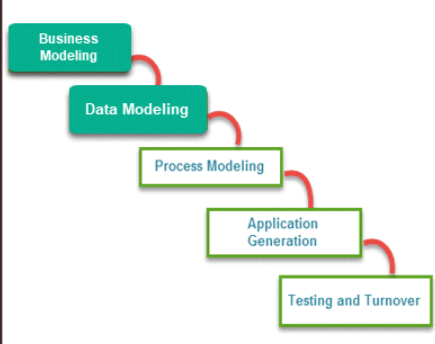 Business
Modeling
Data Modeling
Process Modeling
Application
Generation
Testing and Turnover